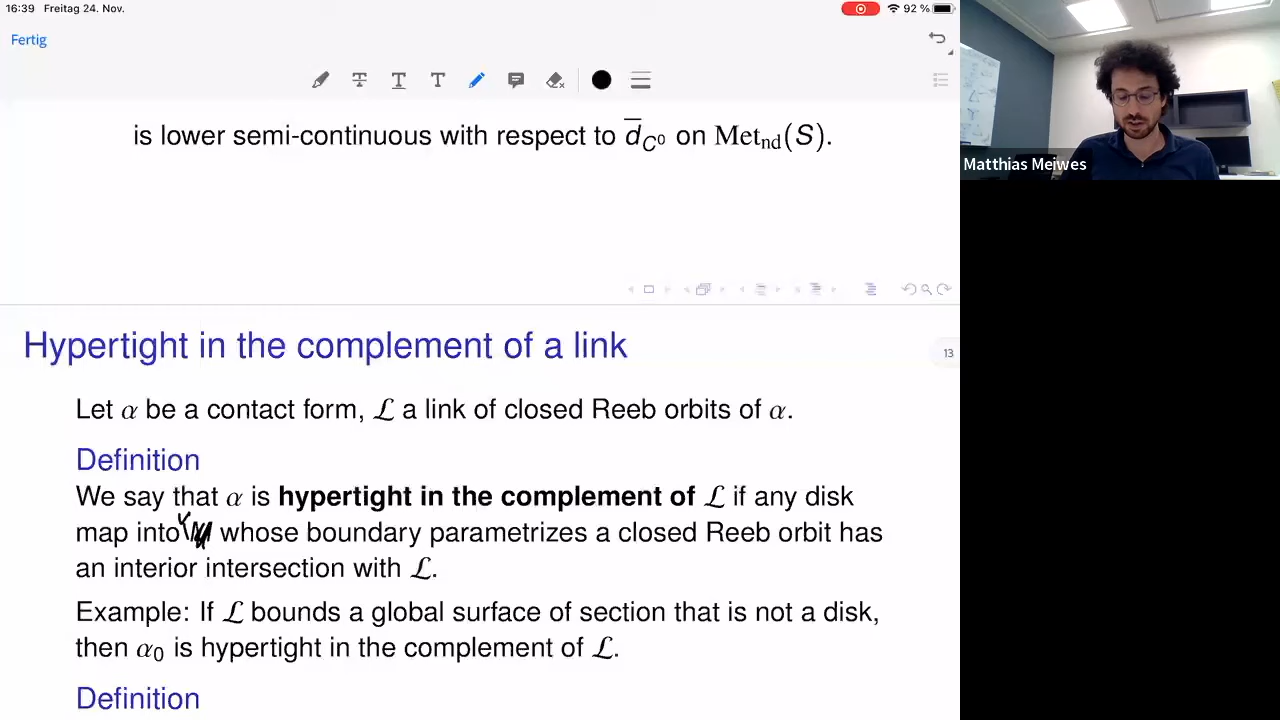 16:39 Freitag 24. Nov.
92 %
Fertig
is lower semi-continuous with respect to d̅_C⁰ on Met_nd(S).
Hypertight in the complement of a link
13
Let α be a contact form, ℒ a link of closed Reeb orbits of α.
Definition
We say that α is hypertight in the complement of ℒ if any disk
map into whose boundary parametrizes a closed Reeb orbit has
an interior intersection with ℒ.
Example: If ℒ bounds a global surface of section that is not a disk,
then α₀ is hypertight in the complement of ℒ.
Definition
Matthias Meiwes